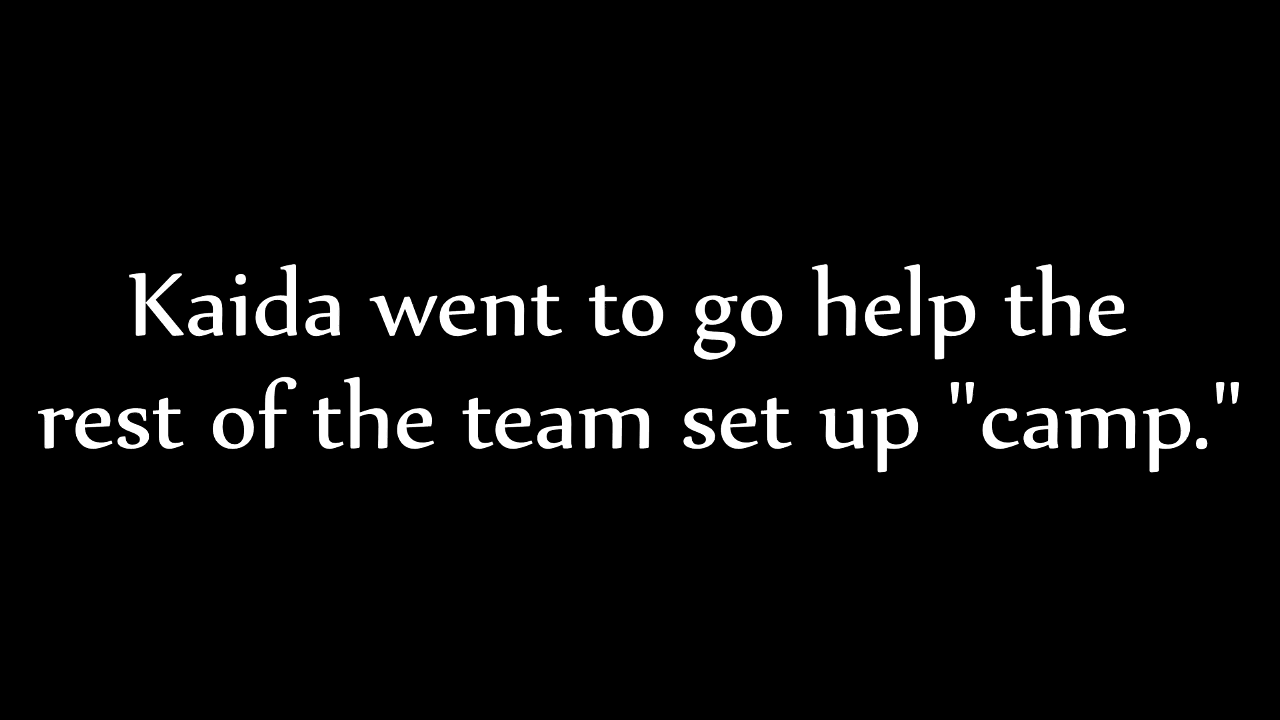 Kaida went to go help the
rest of the team set up "camp."